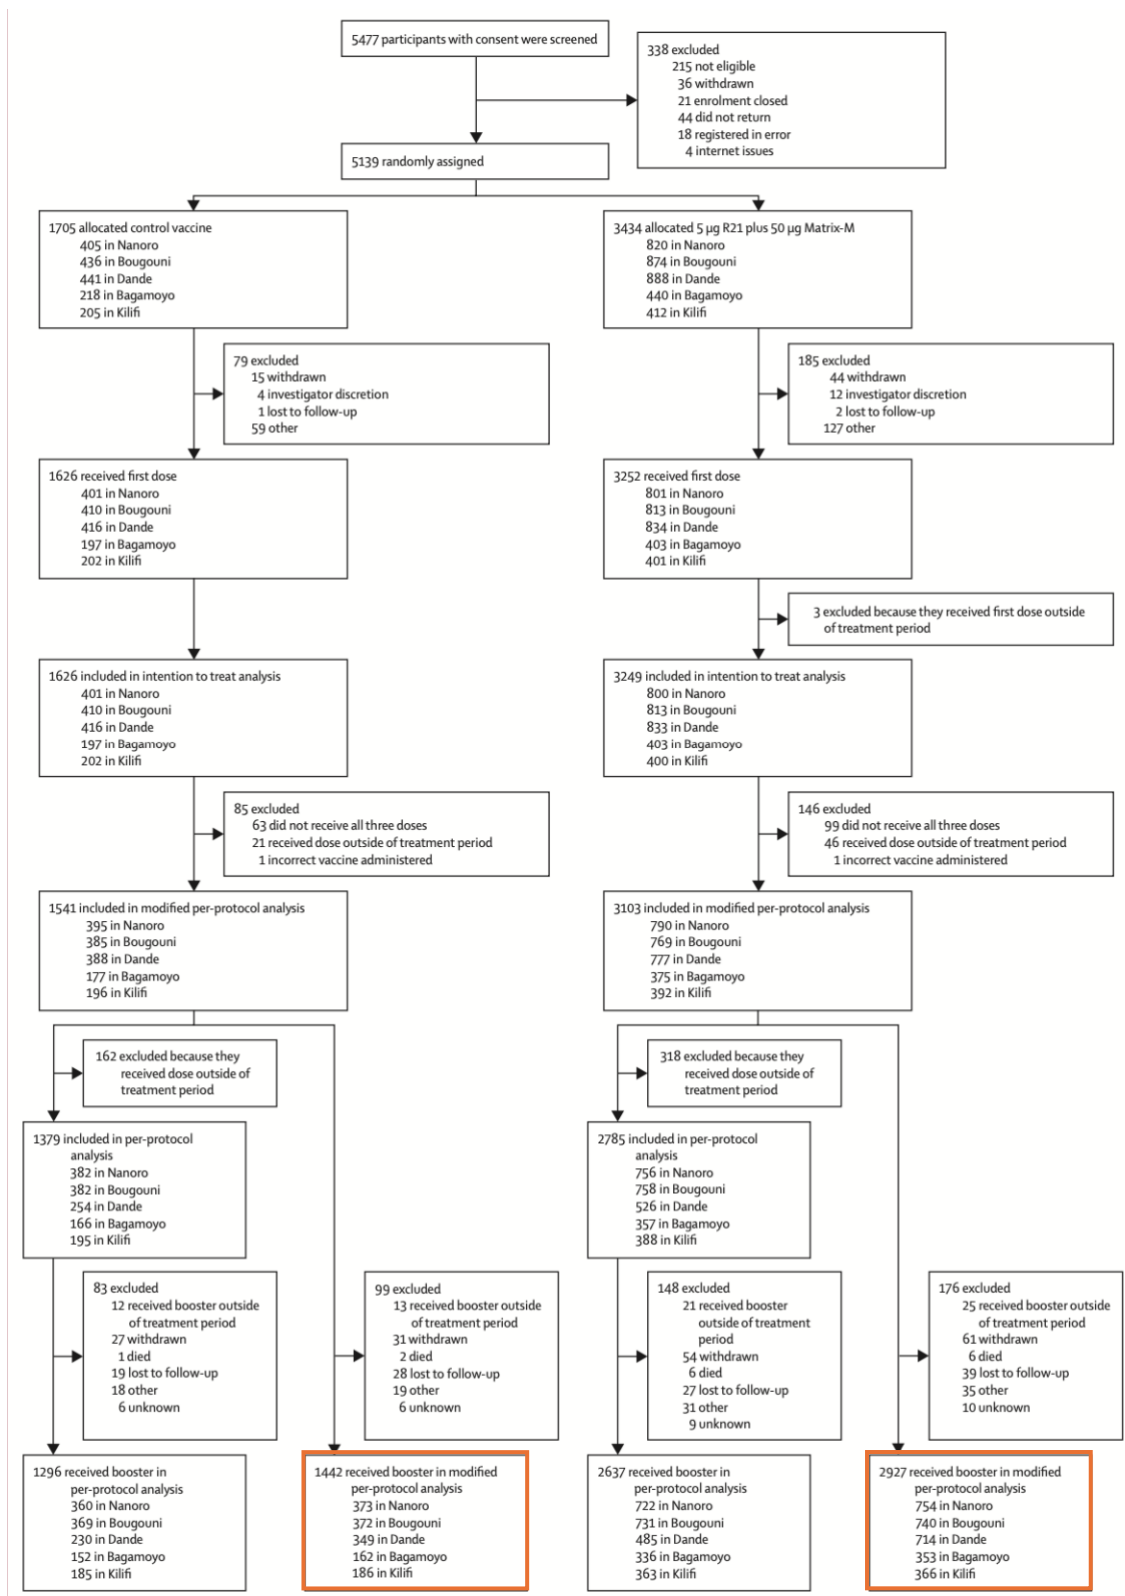 5477 participants with consent were screened
338 excluded
215 not eligible
36 withdrawn
21 enrolment closed
44 did not return
18 registered in error
4 internet issues
5139 randomly assigned
1705 allocated control vaccine
405 in Nanoro
436 in Bougouni
441 in Dande
218 in Bagamoyo
205 in Kilifi
3434 allocated 5 µg R21 plus 50 µg Matrix-M
820 in Nanoro
874 in Bougouni
888 in Dande
440 in Bagamoyo
412 in Kilifi
79 excluded
15 withdrawn
4 investigator discretion
1 lost to follow-up
59 other
185 excluded
44 withdrawn
12 investigator discretion
2 lost to follow-up
127 other
1626 received first dose
401 in Nanoro
410 in Bougouni
416 in Dande
197 in Bagamoyo
202 in Kilifi
3252 received first dose
801 in Nanoro
813 in Bougouni
834 in Dande
403 in Bagamoyo
401 in Kilifi
3 excluded because they received first dose outside
of treatment period
1626 included in intention to treat analysis
401 in Nanoro
410 in Bougouni
416 in Dande
197 in Bagamoyo
202 in Kilifi
3249 included in intention to treat analysis
800 in Nanoro
813 in Bougouni
833 in Dande
403 in Bagamoyo
400 in Kilifi
85 excluded
63 did not receive all three doses
21 received dose outside of treatment period
1 incorrect vaccine administered
146 excluded
99 did not receive all three doses
46 received dose outside of treatment period
1 incorrect vaccine administered
1541 included in modified per-protocol analysis
395 in Nanoro
385 in Bougouni
388 in Dande
177 in Bagamoyo
196 in Kilifi
3103 included in modified per-protocol analysis
790 in Nanoro
769 in Bougouni
777 in Dande
375 in Bagamoyo
392 in Kilifi
162 excluded because they
received dose outside of
treatment period
318 excluded because they
received dose outside of
treatment period
1379 included in per-protocol
analysis
382 in Nanoro
382 in Bougouni
254 in Dande
166 in Bagamoyo
195 in Kilifi
2785 included in per-protocol
analysis
756 in Nanoro
758 in Bougouni
526 in Dande
357 in Bagamoyo
388 in Kilifi
83 excluded
12 received booster outside
of treatment period
27 withdrawn
1 died
19 lost to follow-up
18 other
6 unknown
99 excluded
13 received booster outside
of treatment period
31 withdrawn
2 died
28 lost to follow-up
19 other
6 unknown
148 excluded
21 received booster
outside of treatment
period
54 withdrawn
6 died
27 lost to follow-up
31 other
9 unknown
176 excluded
25 received booster outside
of treatment period
61 withdrawn
6 died
39 lost to follow-up
35 other
10 unknown
1296 received booster in
per-protocol analysis
360 in Nanoro
369 in Bougouni
230 in Dande
152 in Bagamoyo
185 in Kilifi
1442 received booster in modified
per-protocol analysis
373 in Nanoro
372 in Bougouni
349 in Dande
162 in Bagamoyo
186 in Kilifi
2637 received booster in
per-protocol analysis
722 in Nanoro
731 in Bougouni
485 in Dande
336 in Bagamoyo
363 in Kilifi
2927 received booster in modified
per-protocol analysis
754 in Nanoro
740 in Bougouni
714 in Dande
353 in Bagamoyo
366 in Kilifi